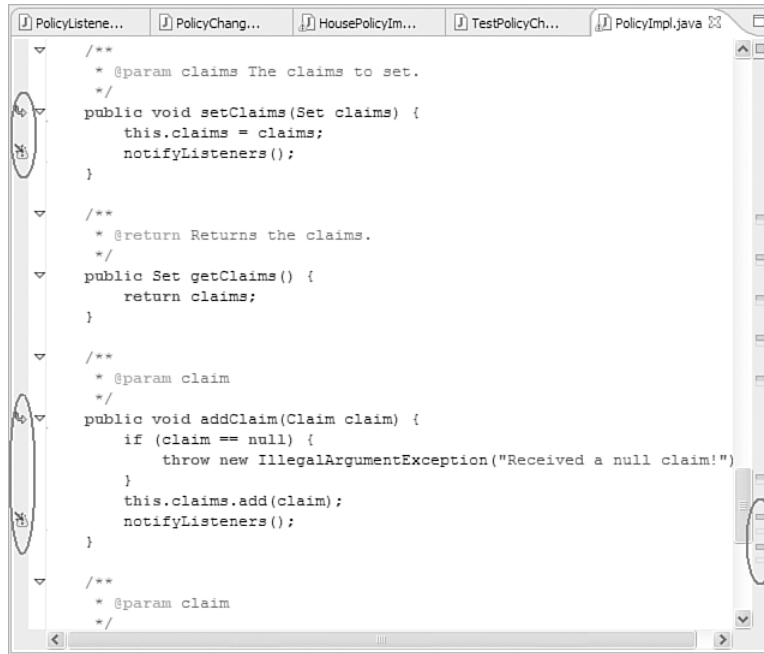 PolicyListene... PolicyChang... HousePolicyIm... TestPolicyCh... PolicyImpl.java
/**
 * @param claims The claims to set.
 */
public void setClaims(Set claims) {
    this.claims = claims;
    notifyListeners();
}
/**
 * @return Returns the claims.
 */
public Set getClaims() {
    return claims;
}
/**
 * @param claim
 */
public void addClaim(Claim claim) {
    if (claim == null) {
        throw new IllegalArgumentException("Received a null claim!")
    }
    this.claims.add(claim);
    notifyListeners();
}
/**
 * @param claim
 */